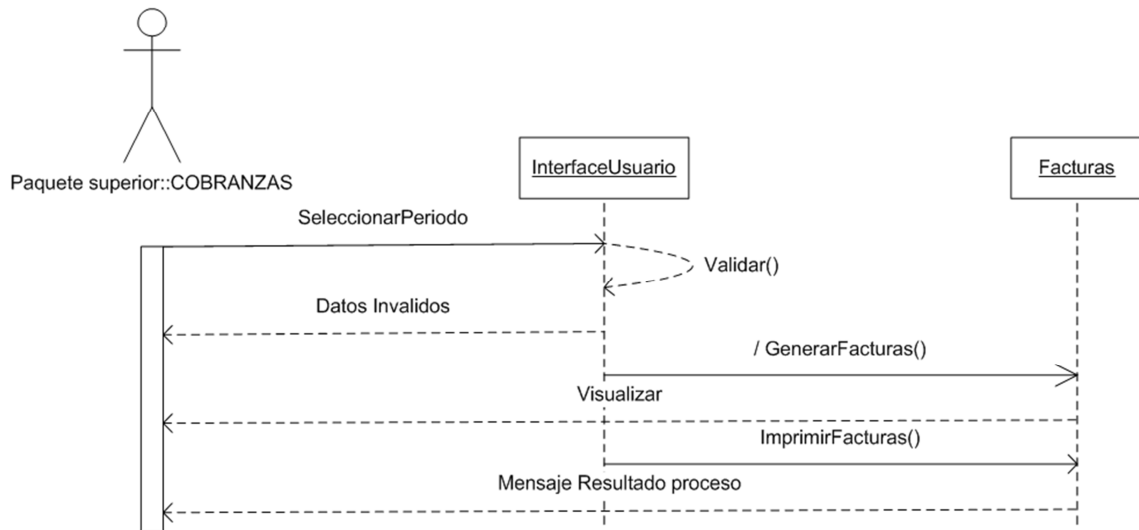 Paquete superior::COBRANZAS
InterfaceUsuario
Facturas
SeleccionarPeriodo
Validar()
Datos Invalidos
/ GenerarFacturas()
Visualizar
ImprimirFacturas()
Mensaje Resultado proceso